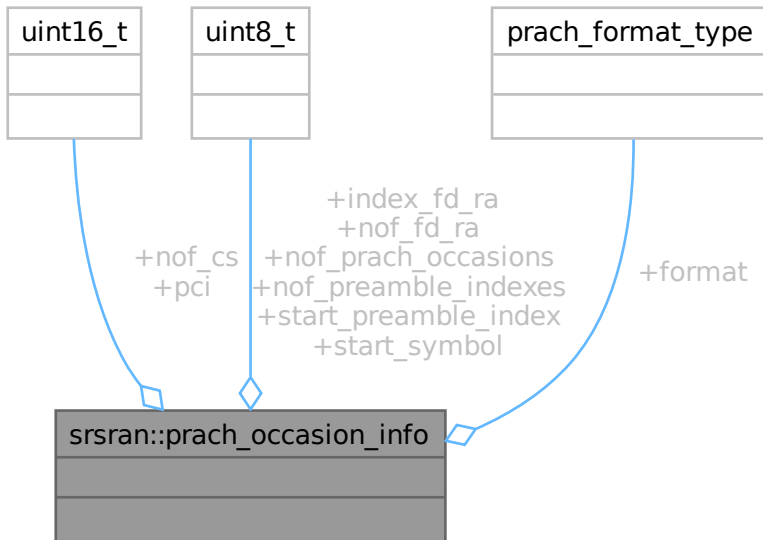 uint16_t
uint8_t
prach_format_type
+nof_cs
+pci
+index_fd_ra
+nof_fd_ra
+nof_prach_occasions
+nof_preamble_indexes
+start_preamble_index
+start_symbol
+format
srsran::prach_occasion_info